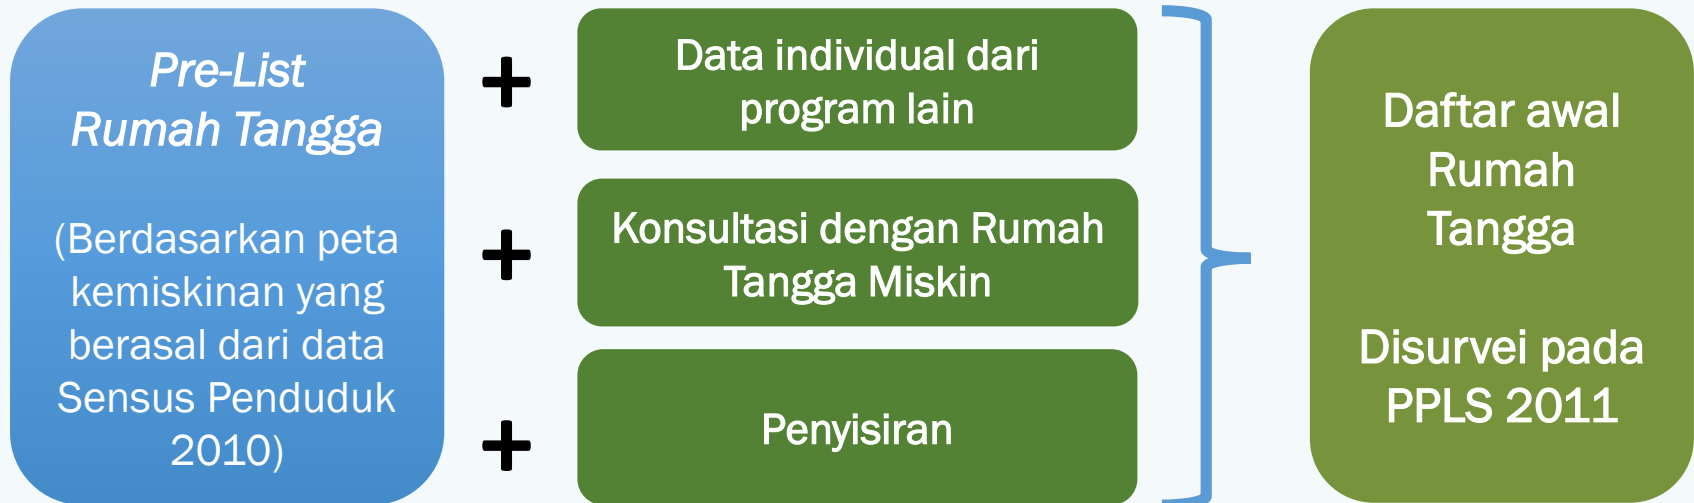 Pre-List
Rumah Tangga
(Berdasarkan peta
kemiskinan yang
berasal dari data
Sensus Penduduk
2010)
+
Data individual dari
program lain
+
Konsultasi dengan Rumah
Tangga Miskin
+
Penyisiran
Daftar awal
Rumah
Tangga
Disurvei pada
PPLS 2011